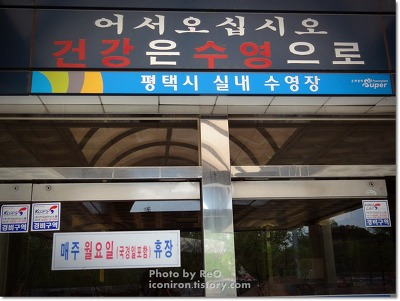 어서오십시오
건강은 수영으로
평택시 실내 수영장
Super
경비구역
경비구역
경비구역
매주 월요일(국경일포함) 휴장
Photo by ReO
iconiron.tistory.com